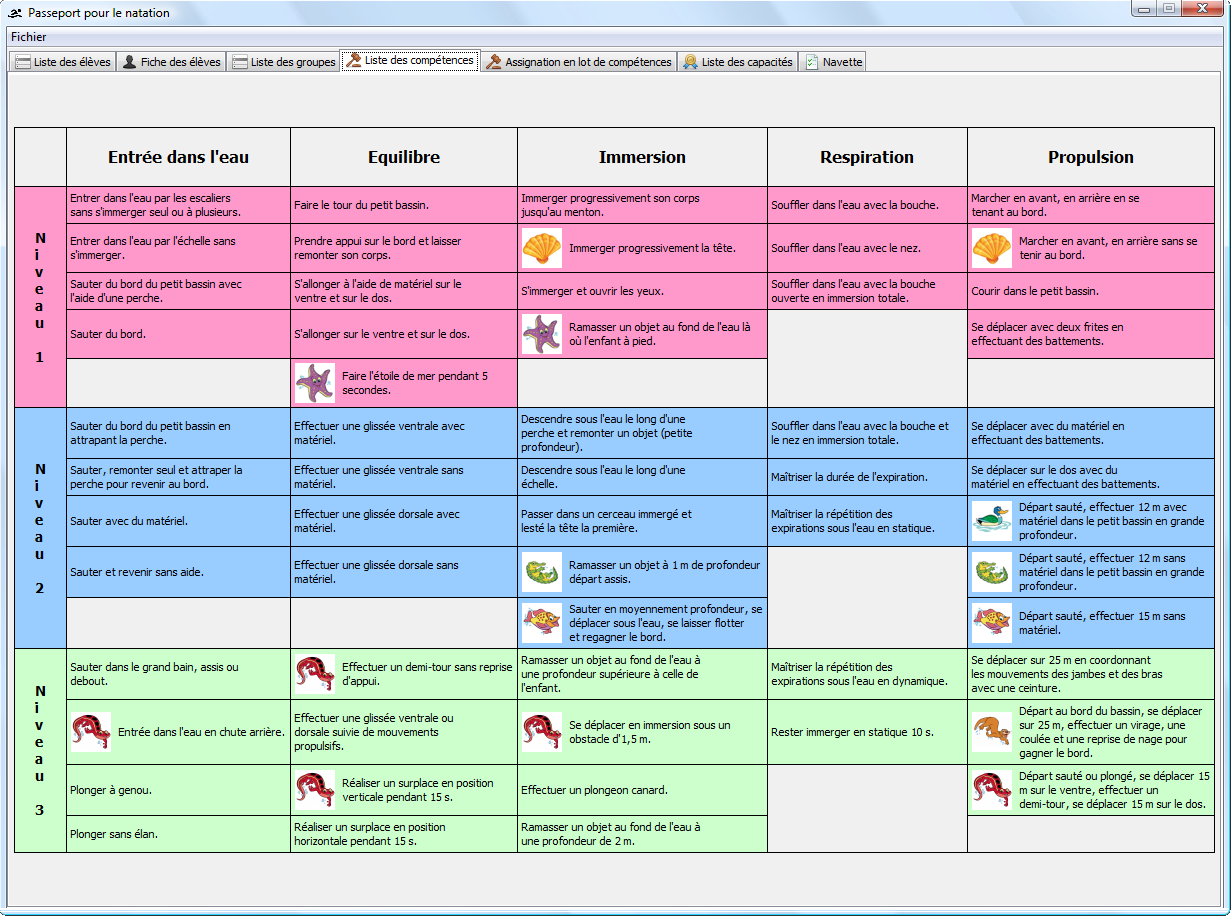 Passeport pour le natation
Fichier
Liste des élèves
Fiche des élèves
Liste des groupes
Liste des compétences
Assignation en lot de compétences
Liste des capacités
Navette
Entrée dans l'eau
Equilibre
Immersion
Respiration
Propulsion
Niveau 1
Entrer dans l'eau par les escaliers
sans s'immerger seul ou à plusieurs.
Faire le tour du petit bassin.
Immerger progressivement son corps
jusqu'au menton.
Souffler dans l'eau avec la bouche.
Marcher en avant, en arrière en se
tenant au bord.
Entrer dans l'eau par l'échelle sans
s'immerger.
Prendre appui sur le bord et laisser
remonter son corps.
Immerger progressivement la tête.
Souffler dans l'eau avec le nez.
Marcher en avant, en arrière sans se
tenir au bord.
Sauter du bord du petit bassin avec
l'aide d'une perche.
S'allonger à l'aide de matériel sur le
ventre et sur le dos.
S'immerger et ouvrir les yeux.
Souffler dans l'eau avec la bouche
ouverte en immersion totale.
Courir dans le petit bassin.
Sauter du bord.
S'allonger sur le ventre et sur le dos.
Ramasser un objet au fond de l'eau là
où l'enfant à pied.
Se déplacer avec deux frites en
effectuant des battements.
Faire l'étoile de mer pendant 5
secondes.
Niveau 2
Sauter du bord du petit bassin en
attrapant la perche.
Effectuer une glissée ventrale avec
matériel.
Descendre sous l'eau le long d'une
perche et remonter un objet (petite
profondeur).
Souffler dans l'eau avec la bouche et
le nez en immersion totale.
Se déplacer avec du matériel en
effectuant des battements.
Sauter, remonter seul et attraper la
perche pour revenir au bord.
Effectuer une glissée ventrale sans
matériel.
Descendre sous l'eau le long d'une
échelle.
Maîtriser la durée de l'expiration.
Se déplacer sur le dos avec du
matériel en effectuant des battements.
Sauter avec du matériel.
Effectuer une glissée dorsale avec
matériel.
Passer dans un cerceau immergé et
lesté la tête la première.
Maîtriser la répétition des
expirations sous l'eau en statique.
Départ sauté, effectuer 12 m avec
matériel dans le petit bassin en grande
profondeur.
Sauter et revenir sans aide.
Effectuer une glissée dorsale sans
matériel.
Ramasser un objet à 1 m de profondeur
départ assis.
Départ sauté, effectuer 12 m sans
matériel dans le petit bassin en grande
profondeur.
Sauter en moyennement profondeur, se
déplacer sous l'eau, se laisser flotter
et regagner le bord.
Départ sauté, effectuer 15 m sans
matériel.
Niveau 3
Sauter dans le grand bain, assis ou
debout.
Effectuer un demi-tour sans reprise
d'appui.
Ramasser un objet au fond de l'eau à
une profondeur supérieure à celle de
l'enfant.
Maîtriser la répétition des
expirations sous l'eau en dynamique.
Se déplacer sur 25 m en coordonnant
les mouvements des jambes et des bras
avec une ceinture.
Entrée dans l'eau en chute arrière.
Effectuer une glissée ventrale ou
dorsale suivie de mouvements
propulsifs.
Se déplacer en immersion sous un
obstacle d'1,5 m.
Rester immerger en statique 10 s.
Départ au bord du bassin, se déplacer
sur 25 m, effectuer un virage, une
coulée et une reprise de nage pour
gagner le bord.
Plonger à genou.
Réaliser un surplace en position
verticale pendant 15 s.
Effectuer un plongeon canard.
Départ sauté ou plongé, se déplacer 15
m sur le ventre, effectuer un
demi-tour, se déplacer 15 m sur le dos.
Plonger sans élan.
Réaliser un surplace en position
horizontale pendant 15 s.
Ramasser un objet au fond de l'eau à
une profondeur de 2 m.